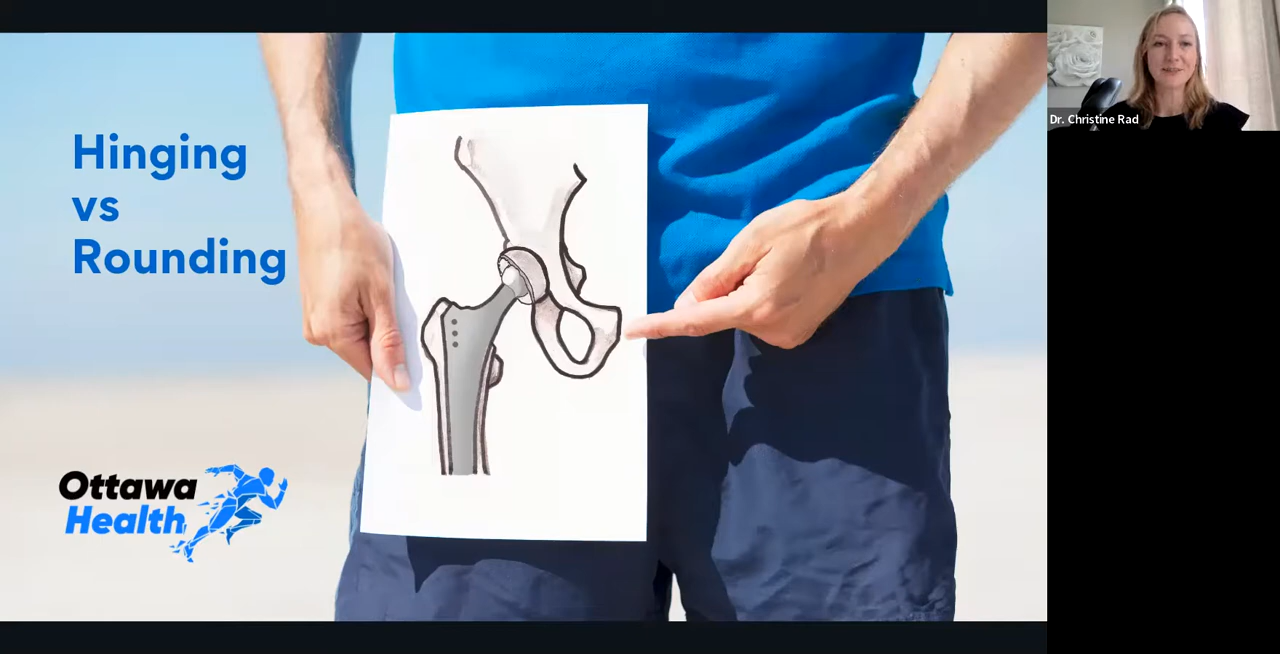 Hinging
vs
Rounding
Ottawa
Health
Dr. Christine Rad